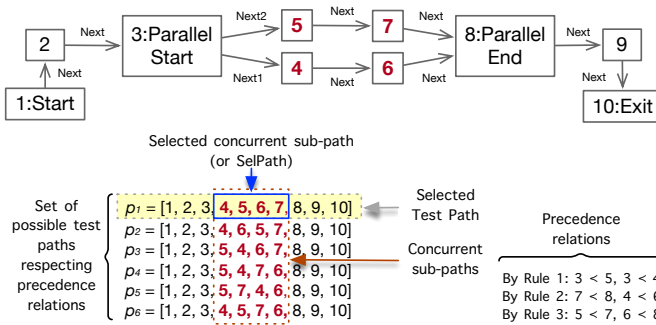 Next
Next2
5
Next
7
Next
2
3:Parallel
Start
8:Parallel
End
Next
9
Next
Next1
4
Next
6
Next
Next
1:Start
10:Exit
Selected concurrent sub-path
(or SelPath)
Set of
possible test
paths
respecting
precedence
relations
p1 = [1, 2, 3, 4, 5, 6, 7, 8, 9, 10]
p2 = [1, 2, 3, 4, 6, 5, 7, 8, 9, 10]
p3 = [1, 2, 3, 5, 4, 6, 7, 8, 9, 10]
p4 = [1, 2, 3, 5, 4, 7, 6, 8, 9, 10]
p5 = [1, 2, 3, 5, 7, 4, 6, 8, 9, 10]
p6 = [1, 2, 3, 4, 5, 7, 6, 8, 9, 10]
Selected
Test Path
Concurrent
sub-paths
Precedence
relations
By Rule 1: 3 < 5, 3 < 4
By Rule 2: 7 < 8, 4 < 6
By Rule 3: 5 < 7, 6 < 8